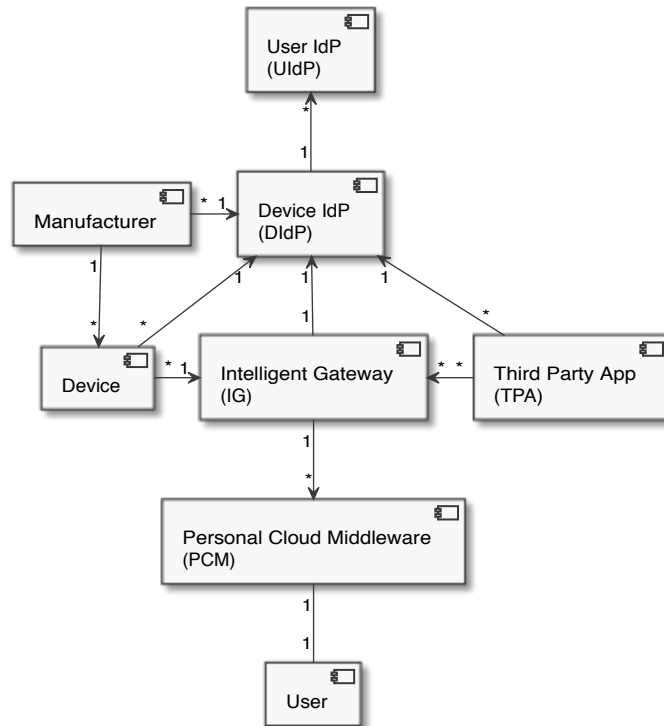 User IdP
(UIdP)
*
1
Manufacturer
* 1
Device IdP
(DIdP)
1
1
1
1
*
*
*
1
Device
* 1
Intelligent Gateway
(IG)
* *
Third Party App
(TPA)
1
*
Personal Cloud Middleware
(PCM)
1
1
User